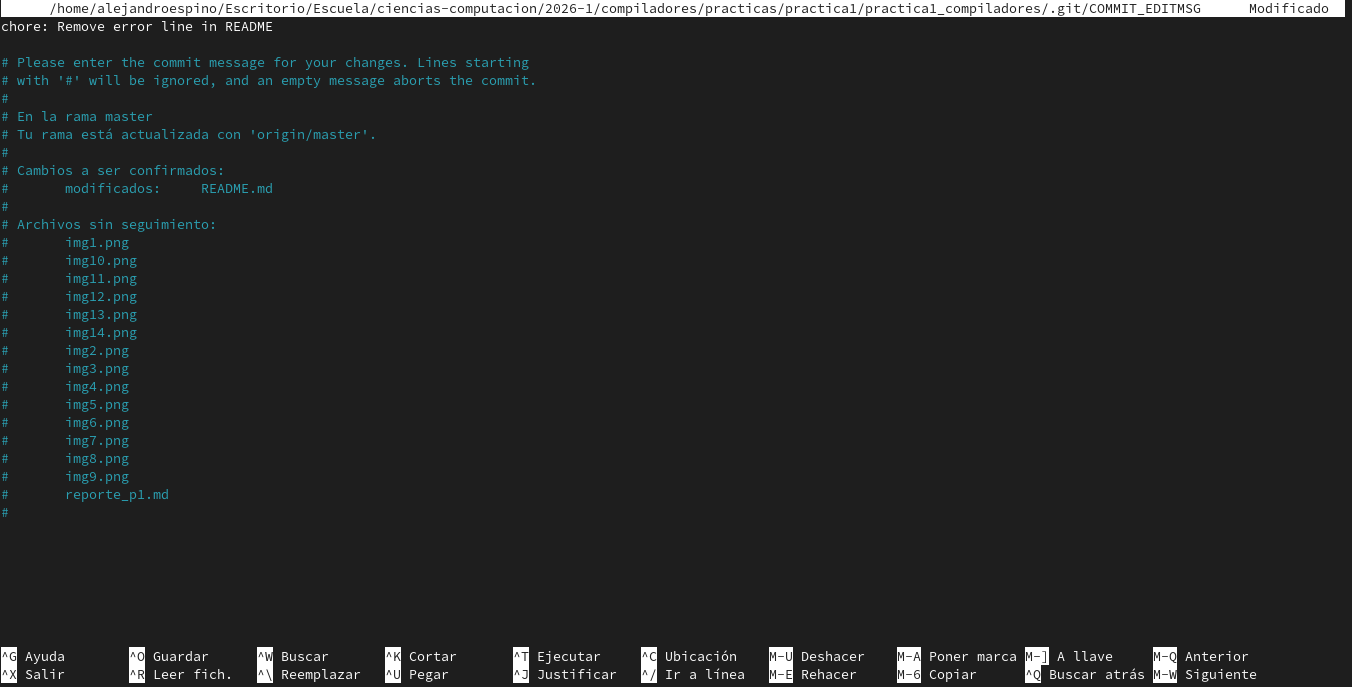 /home/alejandroespino/Escritorio/Escuela/ciencias-computacion/2026-1/compiladores/practicas/practica1/practica1_compiladores/.git/COMMIT_EDITMSG Modificado
chore: Remove error line in README
# Please enter the commit message for your changes. Lines starting
# with '#' will be ignored, and an empty message aborts the commit.
#
# En la rama master
# Tu rama está actualizada con 'origin/master'.
#
# Cambios a ser confirmados:
# modificados: README.md
#
# Archivos sin seguimiento:
# img1.png
# img10.png
# img11.png
# img12.png
# img13.png
# img14.png
# img2.png
# img3.png
# img4.png
# img5.png
# img6.png
# img7.png
# img8.png
# img9.png
# reporte_p1.md
#
^G Ayuda ^O Guardar ^W Buscar ^K Cortar ^T Ejecutar ^C Ubicación M-U Deshacer M-A Poner marca M-] A llave M-Q Anterior
^X Salir ^R Leer fich. ^\ Reemplazar ^U Pegar ^J Justificar ^/ Ir a línea M-E Rehacer M-6 Copiar ^Q Buscar atrás M-W Siguiente